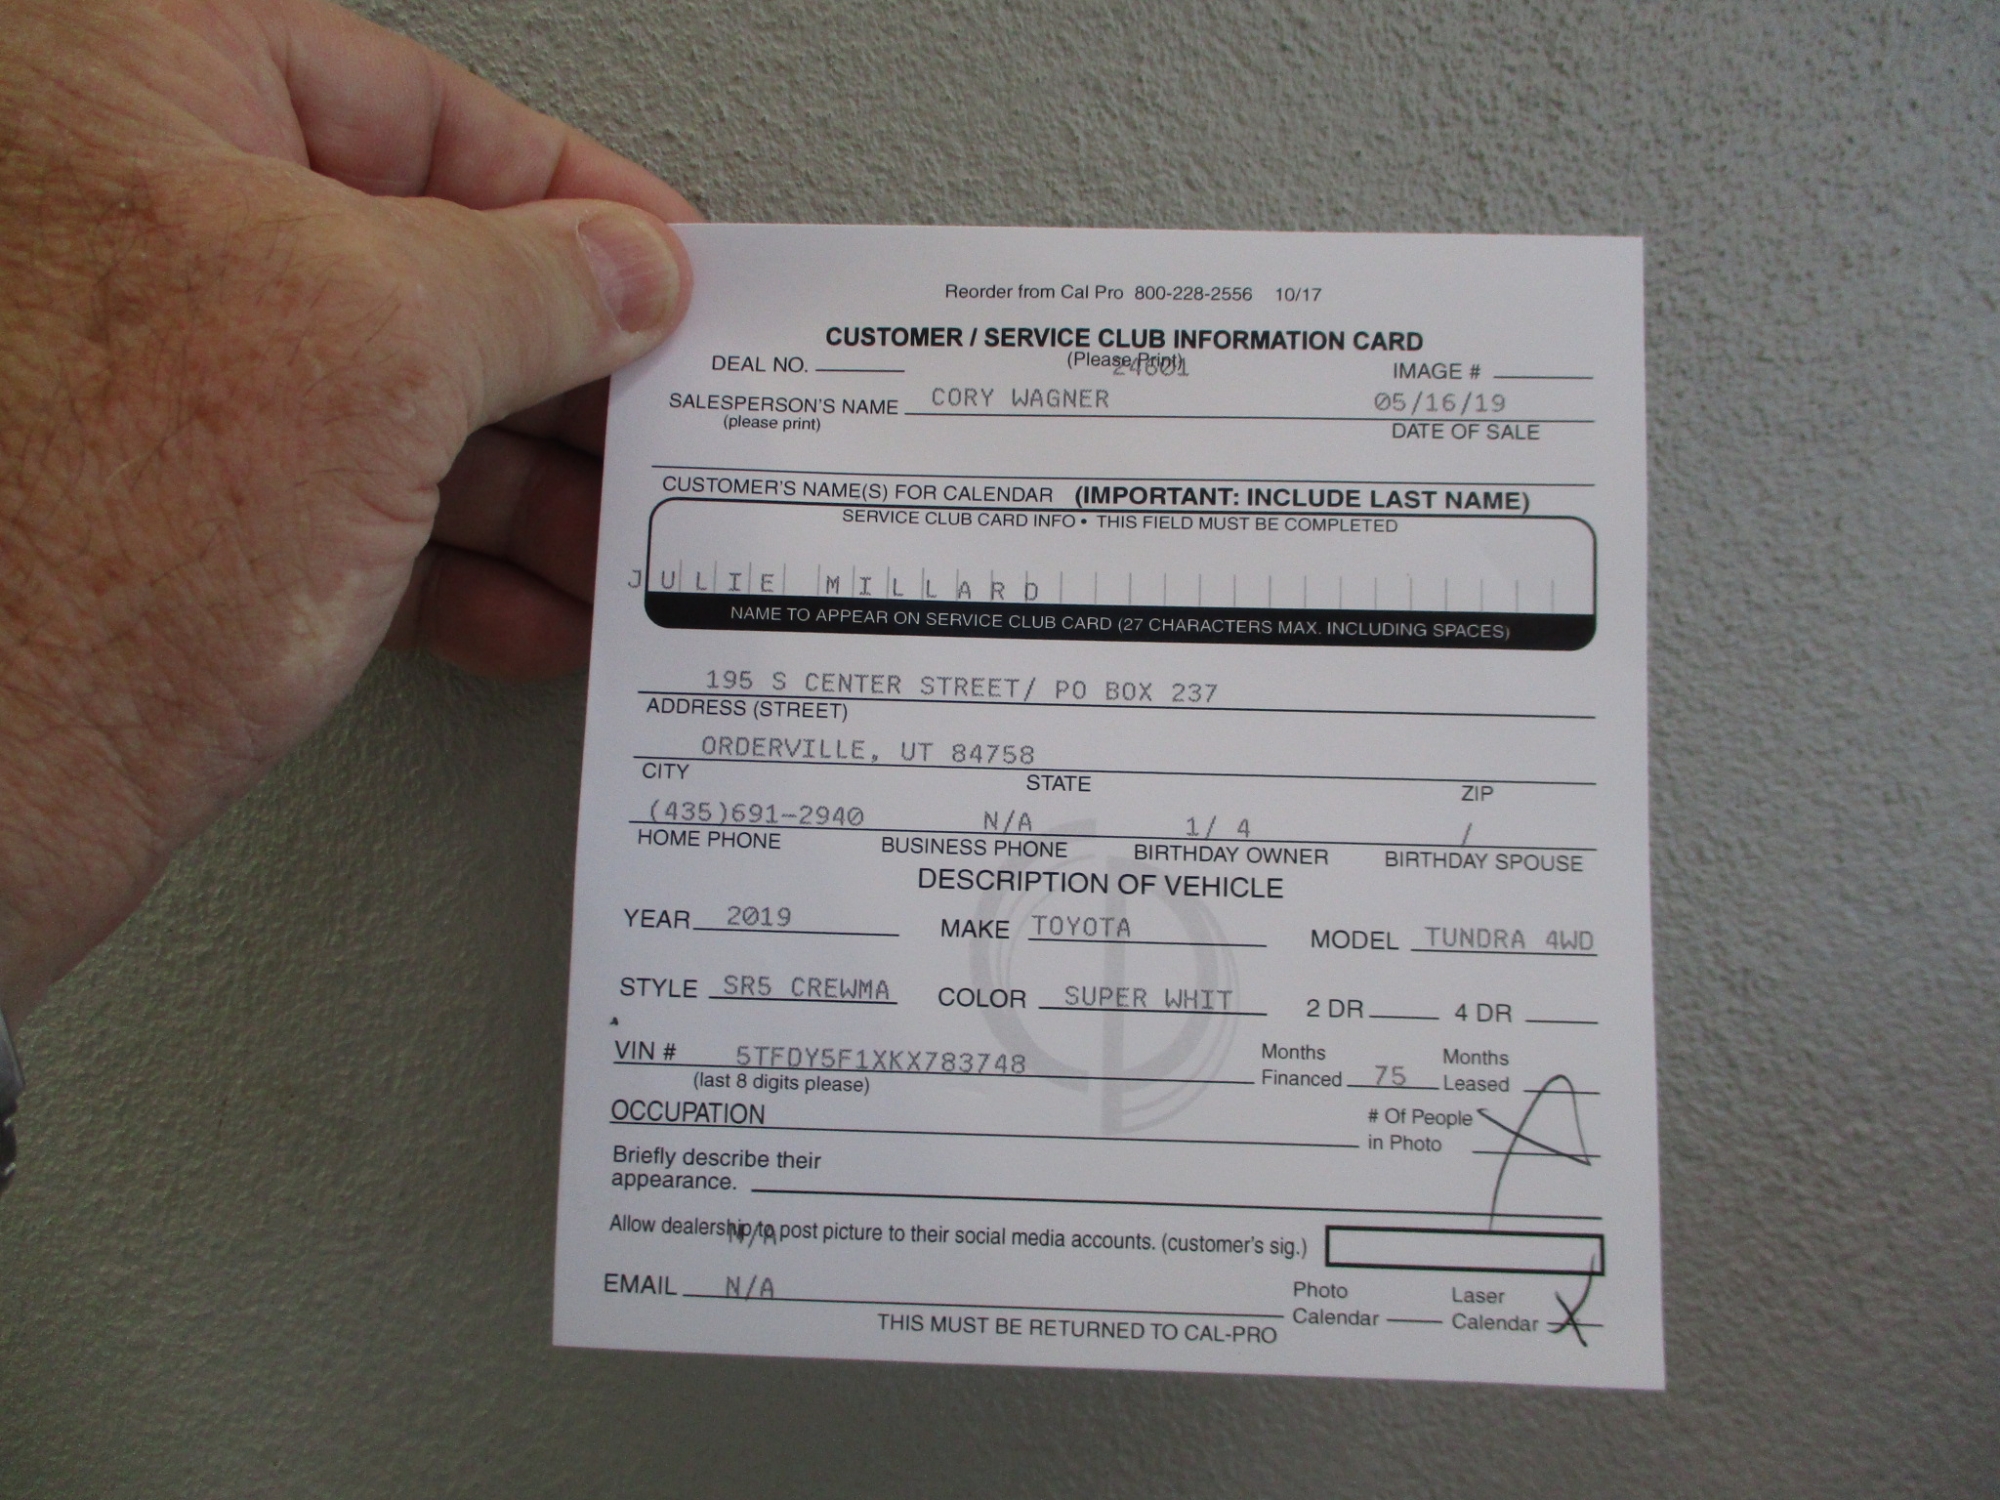 Reorder from Cal Pro 800-228-2556 10/17
CUSTOMER / SERVICE CLUB INFORMATION CARD
(Please Print)
DEAL NO. 24601 IMAGE #
SALESPERSON'S NAME CORY WAGNER 05/16/19
(please print) DATE OF SALE
CUSTOMER'S NAME(S) FOR CALENDAR (IMPORTANT: INCLUDE LAST NAME)
SERVICE CLUB CARD INFO • THIS FIELD MUST BE COMPLETED
JULIE MILLARD
NAME TO APPEAR ON SERVICE CLUB CARD (27 CHARACTERS MAX. INCLUDING SPACES)
195 S CENTER STREET/ PO BOX 237
ADDRESS (STREET)
ORDERVILLE, UT 84758
CITY STATE ZIP
(435)691-2940 N/A 1/ 4 /
HOME PHONE BUSINESS PHONE BIRTHDAY OWNER BIRTHDAY SPOUSE
DESCRIPTION OF VEHICLE
YEAR 2019 MAKE TOYOTA MODEL TUNDRA 4WD
STYLE SR5 CREWMA COLOR SUPER WHIT 2 DR 4 DR
VIN # 5TFDY5F1XKX783748 Months Financed 75 Months Leased
(last 8 digits please)
OCCUPATION # Of People in Photo
Briefly describe their
appearance.
Allow dealership to post picture to their social media accounts. (customer's sig.)
N/A
EMAIL N/A Photo Calendar Laser Calendar X
THIS MUST BE RETURNED TO CAL-PRO